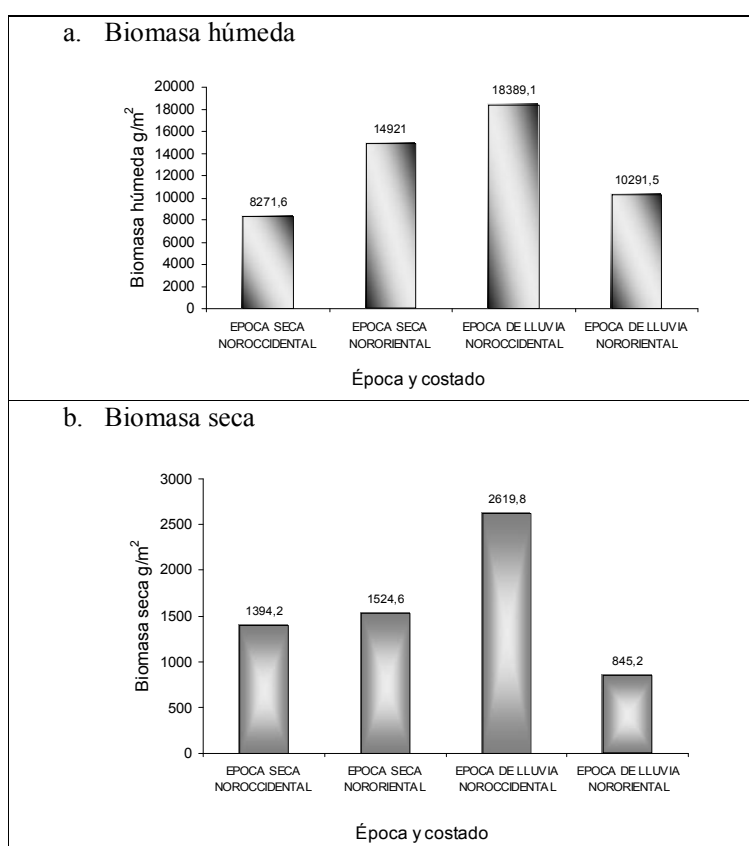 a. Biomasa húmeda
Biomasa húmeda g/m²
20000
18000
16000
14000
12000
10000
8000
6000
4000
2000
0
8271,6
14921
18389,1
10291,5
EPOCA SECA
NOROCCIDENTAL
EPOCA SECA
NORORIENTAL
EPOCA DE LLUVIA
NOROCCIDENTAL
EPOCA DE LLUVIA
NORORIENTAL
Época y costado
b. Biomasa seca
Biomasa seca g/m²
3000
2500
2000
1500
1000
500
0
1394,2
1524,6
2619,8
845,2
EPOCA SECA
NOROCCIDENTAL
EPOCA SECA
NORORIENTAL
EPOCA DE LLUVIA
NOROCCIDENTAL
EPOCA DE LLUVIA
NORORIENTAL
Época y costado